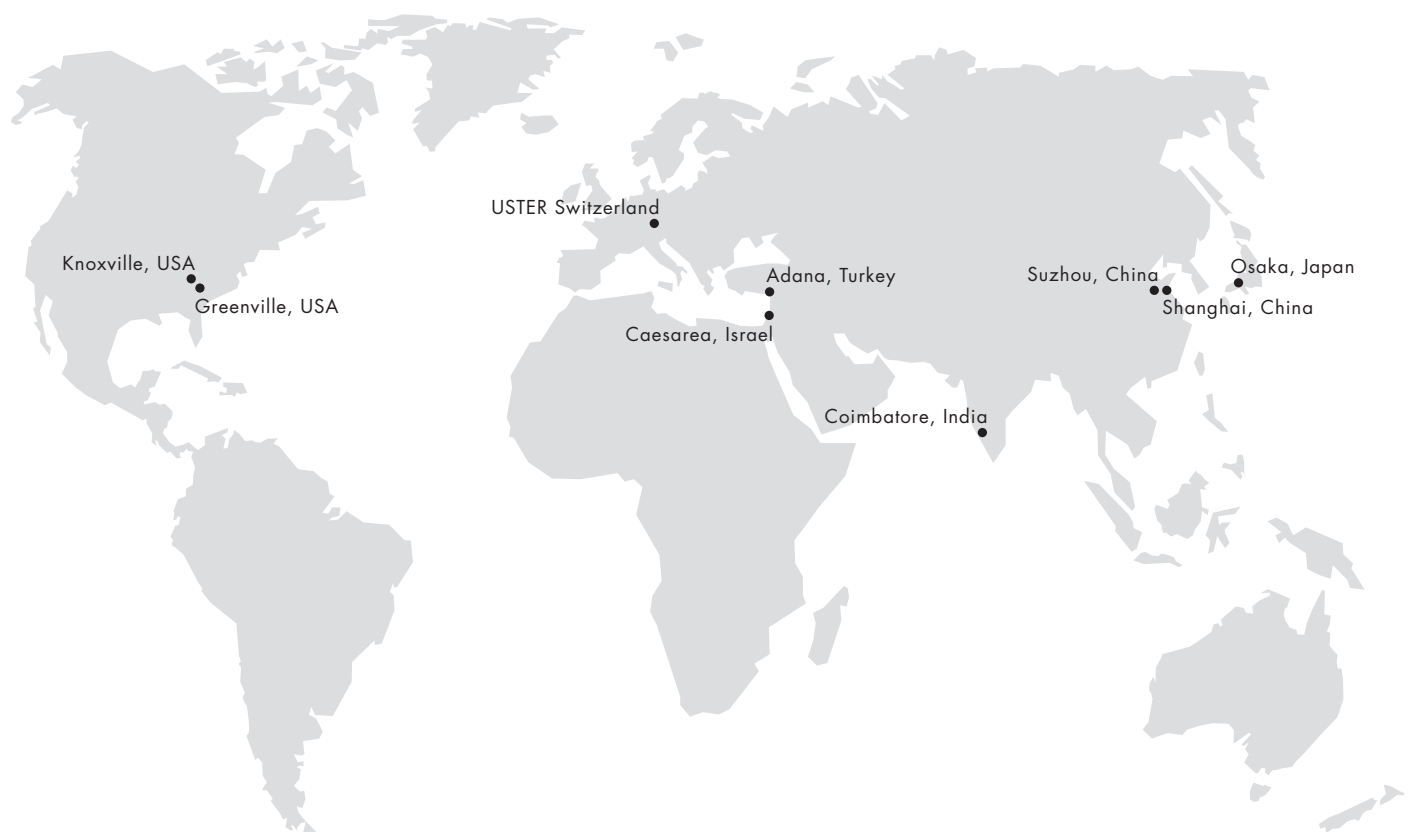 USTER Switzerland
Knoxville, USA
Greenville, USA
Adana, Turkey
Caesarea, Israel
Suzhou, China
Osaka, Japan
Shanghai, China
Coimbatore, India